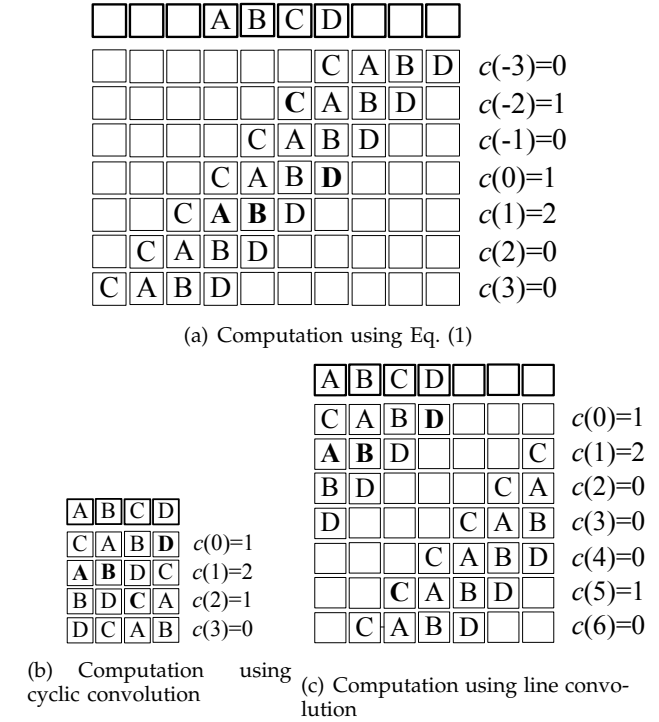 A B C D
C A B D c(-3)=0
C A B D c(-2)=1
C A B D c(-1)=0
C A B D c(0)=1
C A B D c(1)=2
C A B D c(2)=0
C A B D c(3)=0
(a) Computation using Eq. (1)
A B C D
C A B D c(0)=1
A B D C c(1)=2
B D C A c(2)=1
D C A B c(3)=0
(b) Computation using
cyclic convolution
A B C D
C A B D c(0)=1
A B D C c(1)=2
B D C A c(2)=0
D C A B c(3)=0
C A B D c(4)=0
C A B D c(5)=1
C A B D c(6)=0
(c) Computation using line convo-
lution